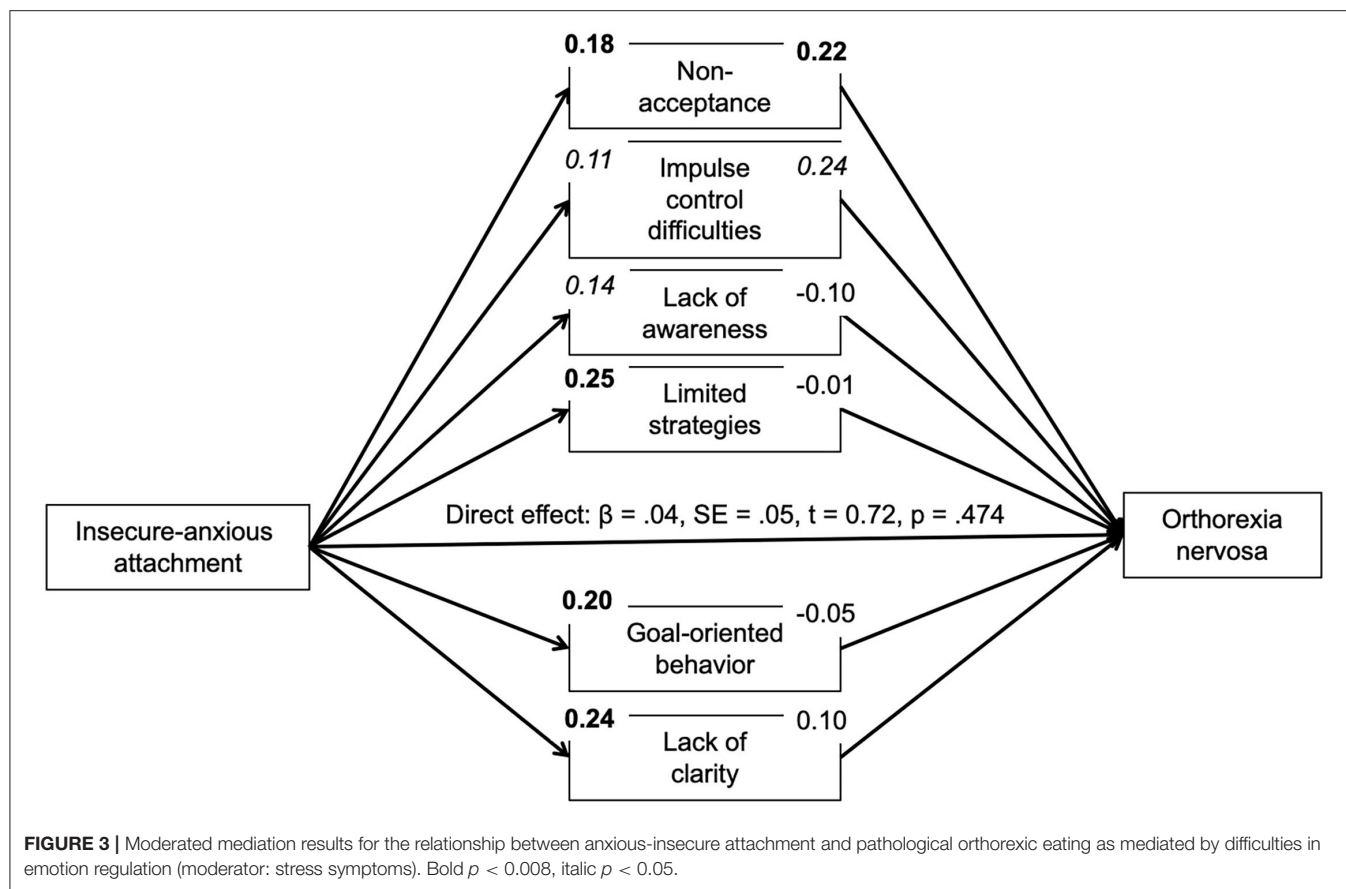 0.18
0.22
Non-
acceptance
0.11
0.24
Impulse
control
difficulties
0.14
-0.10
Lack of
awareness
0.25
-0.01
Limited
strategies
Direct effect: β = .04, SE = .05, t = 0.72, p = .474
Insecure-anxious
attachment
Orthorexia
nervosa
0.20
-0.05
Goal-oriented
behavior
0.24
0.10
Lack of
clarity
FIGURE 3 | Moderated mediation results for the relationship between anxious-insecure attachment and pathological orthorexic eating as mediated by difficulties in
emotion regulation (moderator: stress symptoms). Bold p < 0.008, italic p < 0.05.